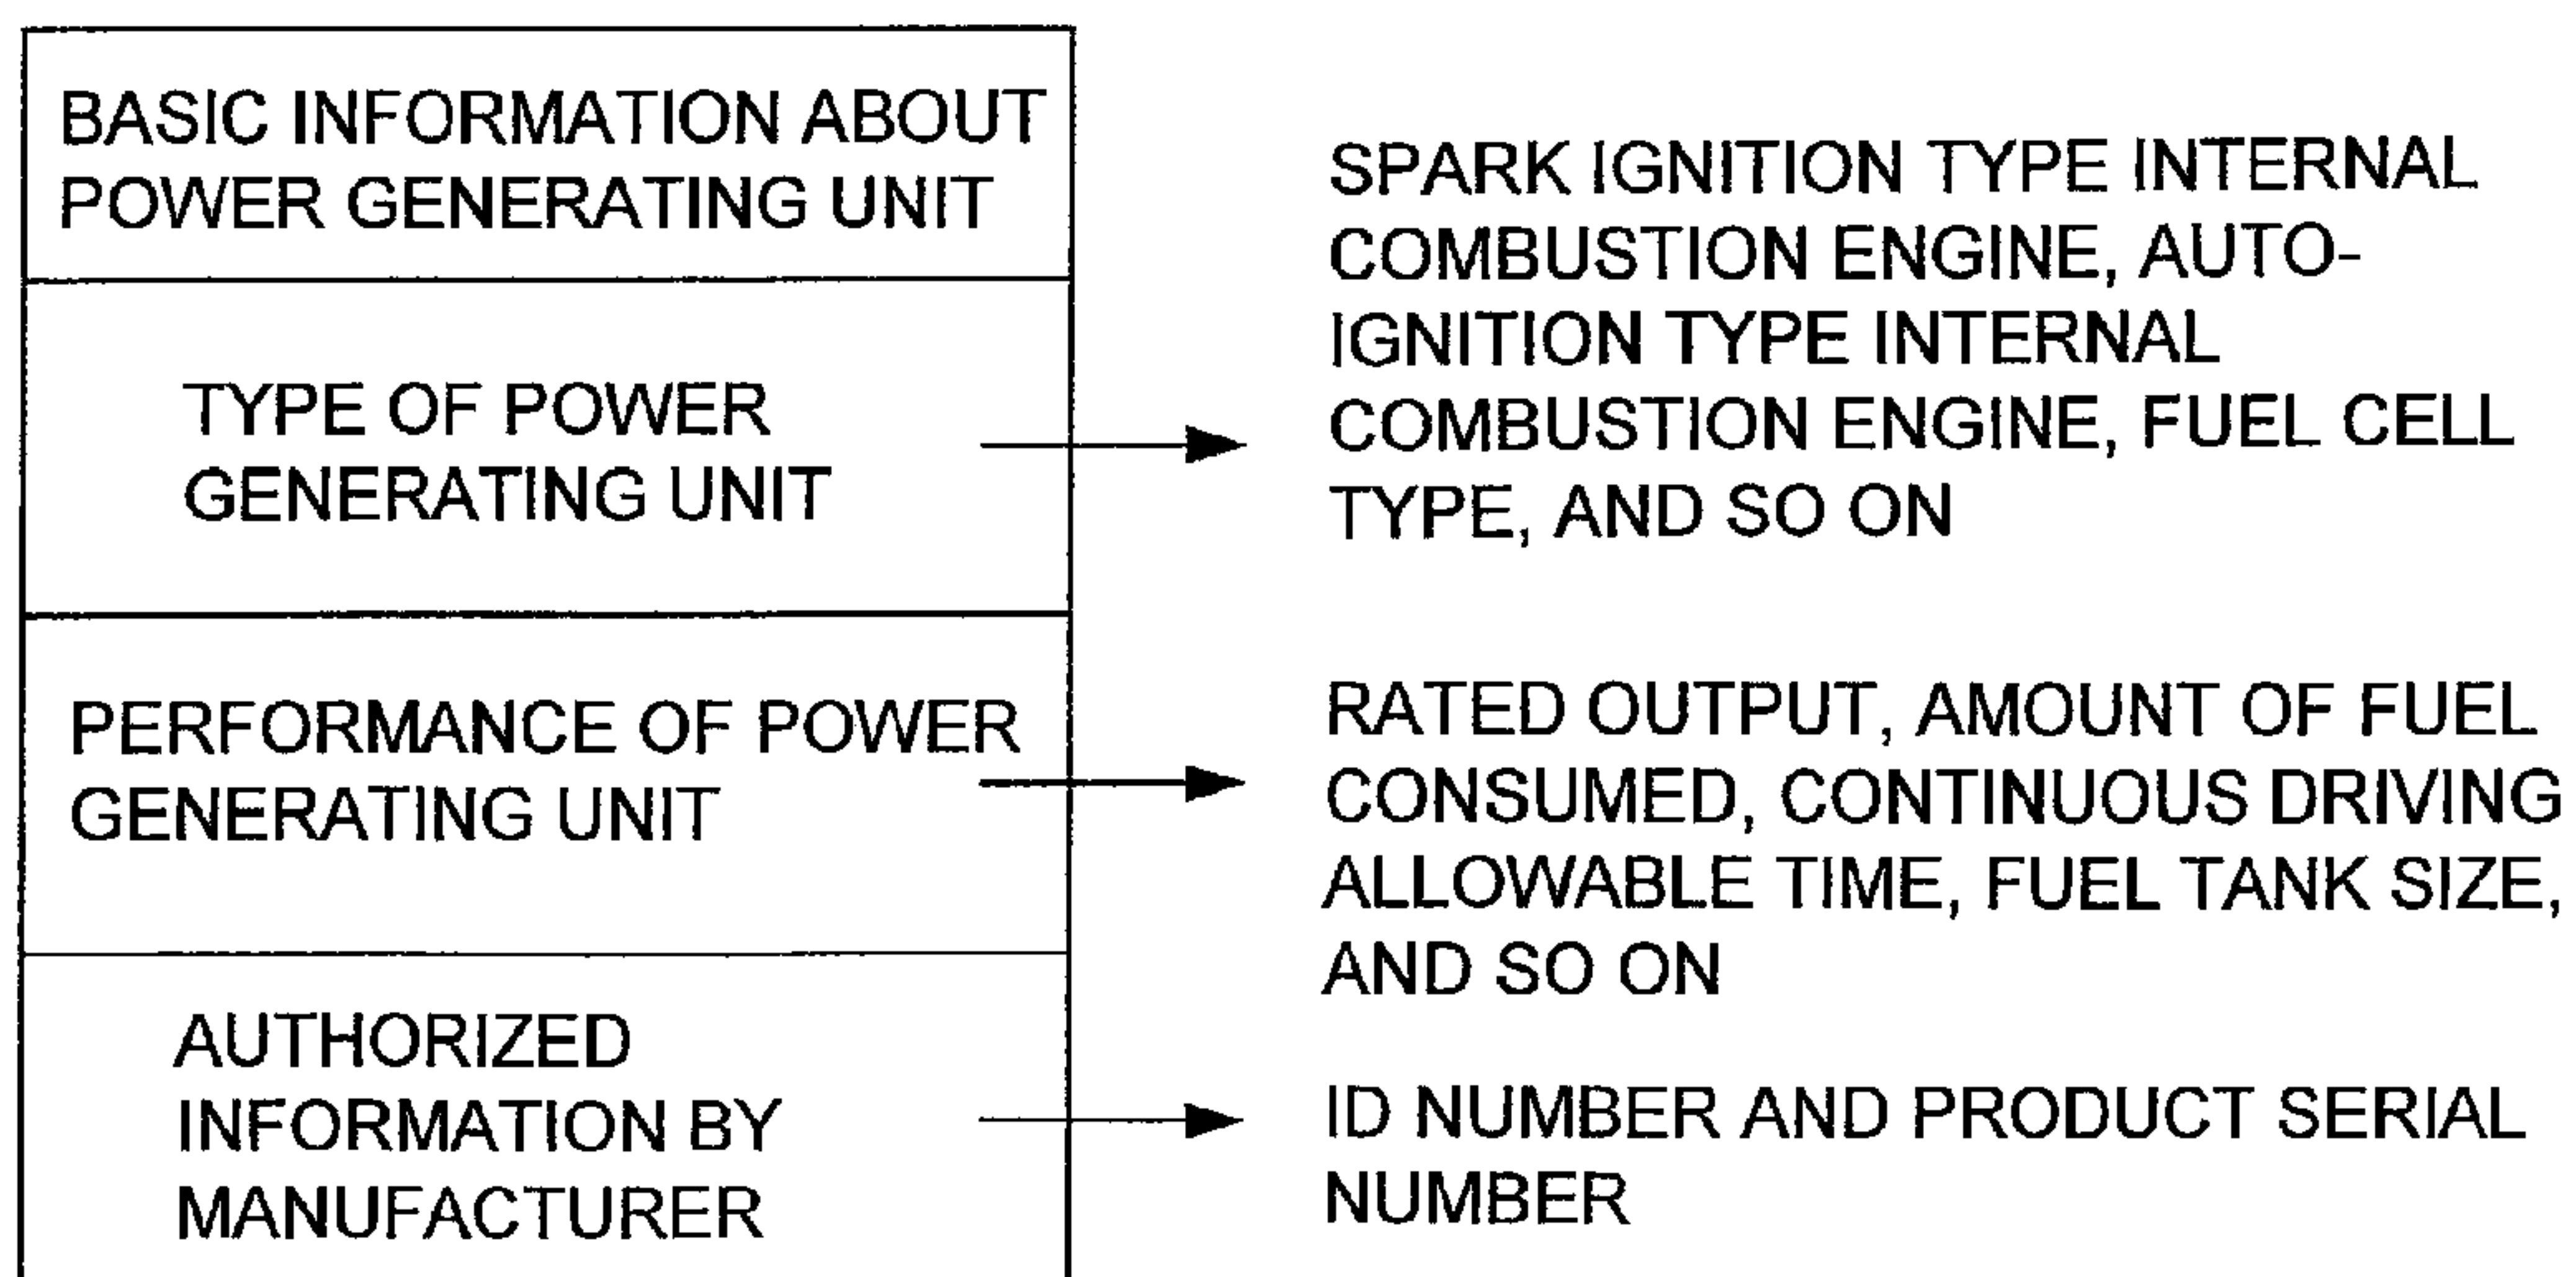 BASIC INFORMATION ABOUT
POWER GENERATING UNIT
TYPE OF POWER
GENERATING UNIT
SPARK IGNITION TYPE INTERNAL
COMBUSTION ENGINE, AUTO-
IGNITION TYPE INTERNAL
COMBUSTION ENGINE, FUEL CELL
TYPE, AND SO ON
PERFORMANCE OF POWER
GENERATING UNIT
RATED OUTPUT, AMOUNT OF FUEL
CONSUMED, CONTINUOUS DRIVING
ALLOWABLE TIME, FUEL TANK SIZE,
AND SO ON
AUTHORIZED
INFORMATION BY
MANUFACTURER
ID NUMBER AND PRODUCT SERIAL
NUMBER